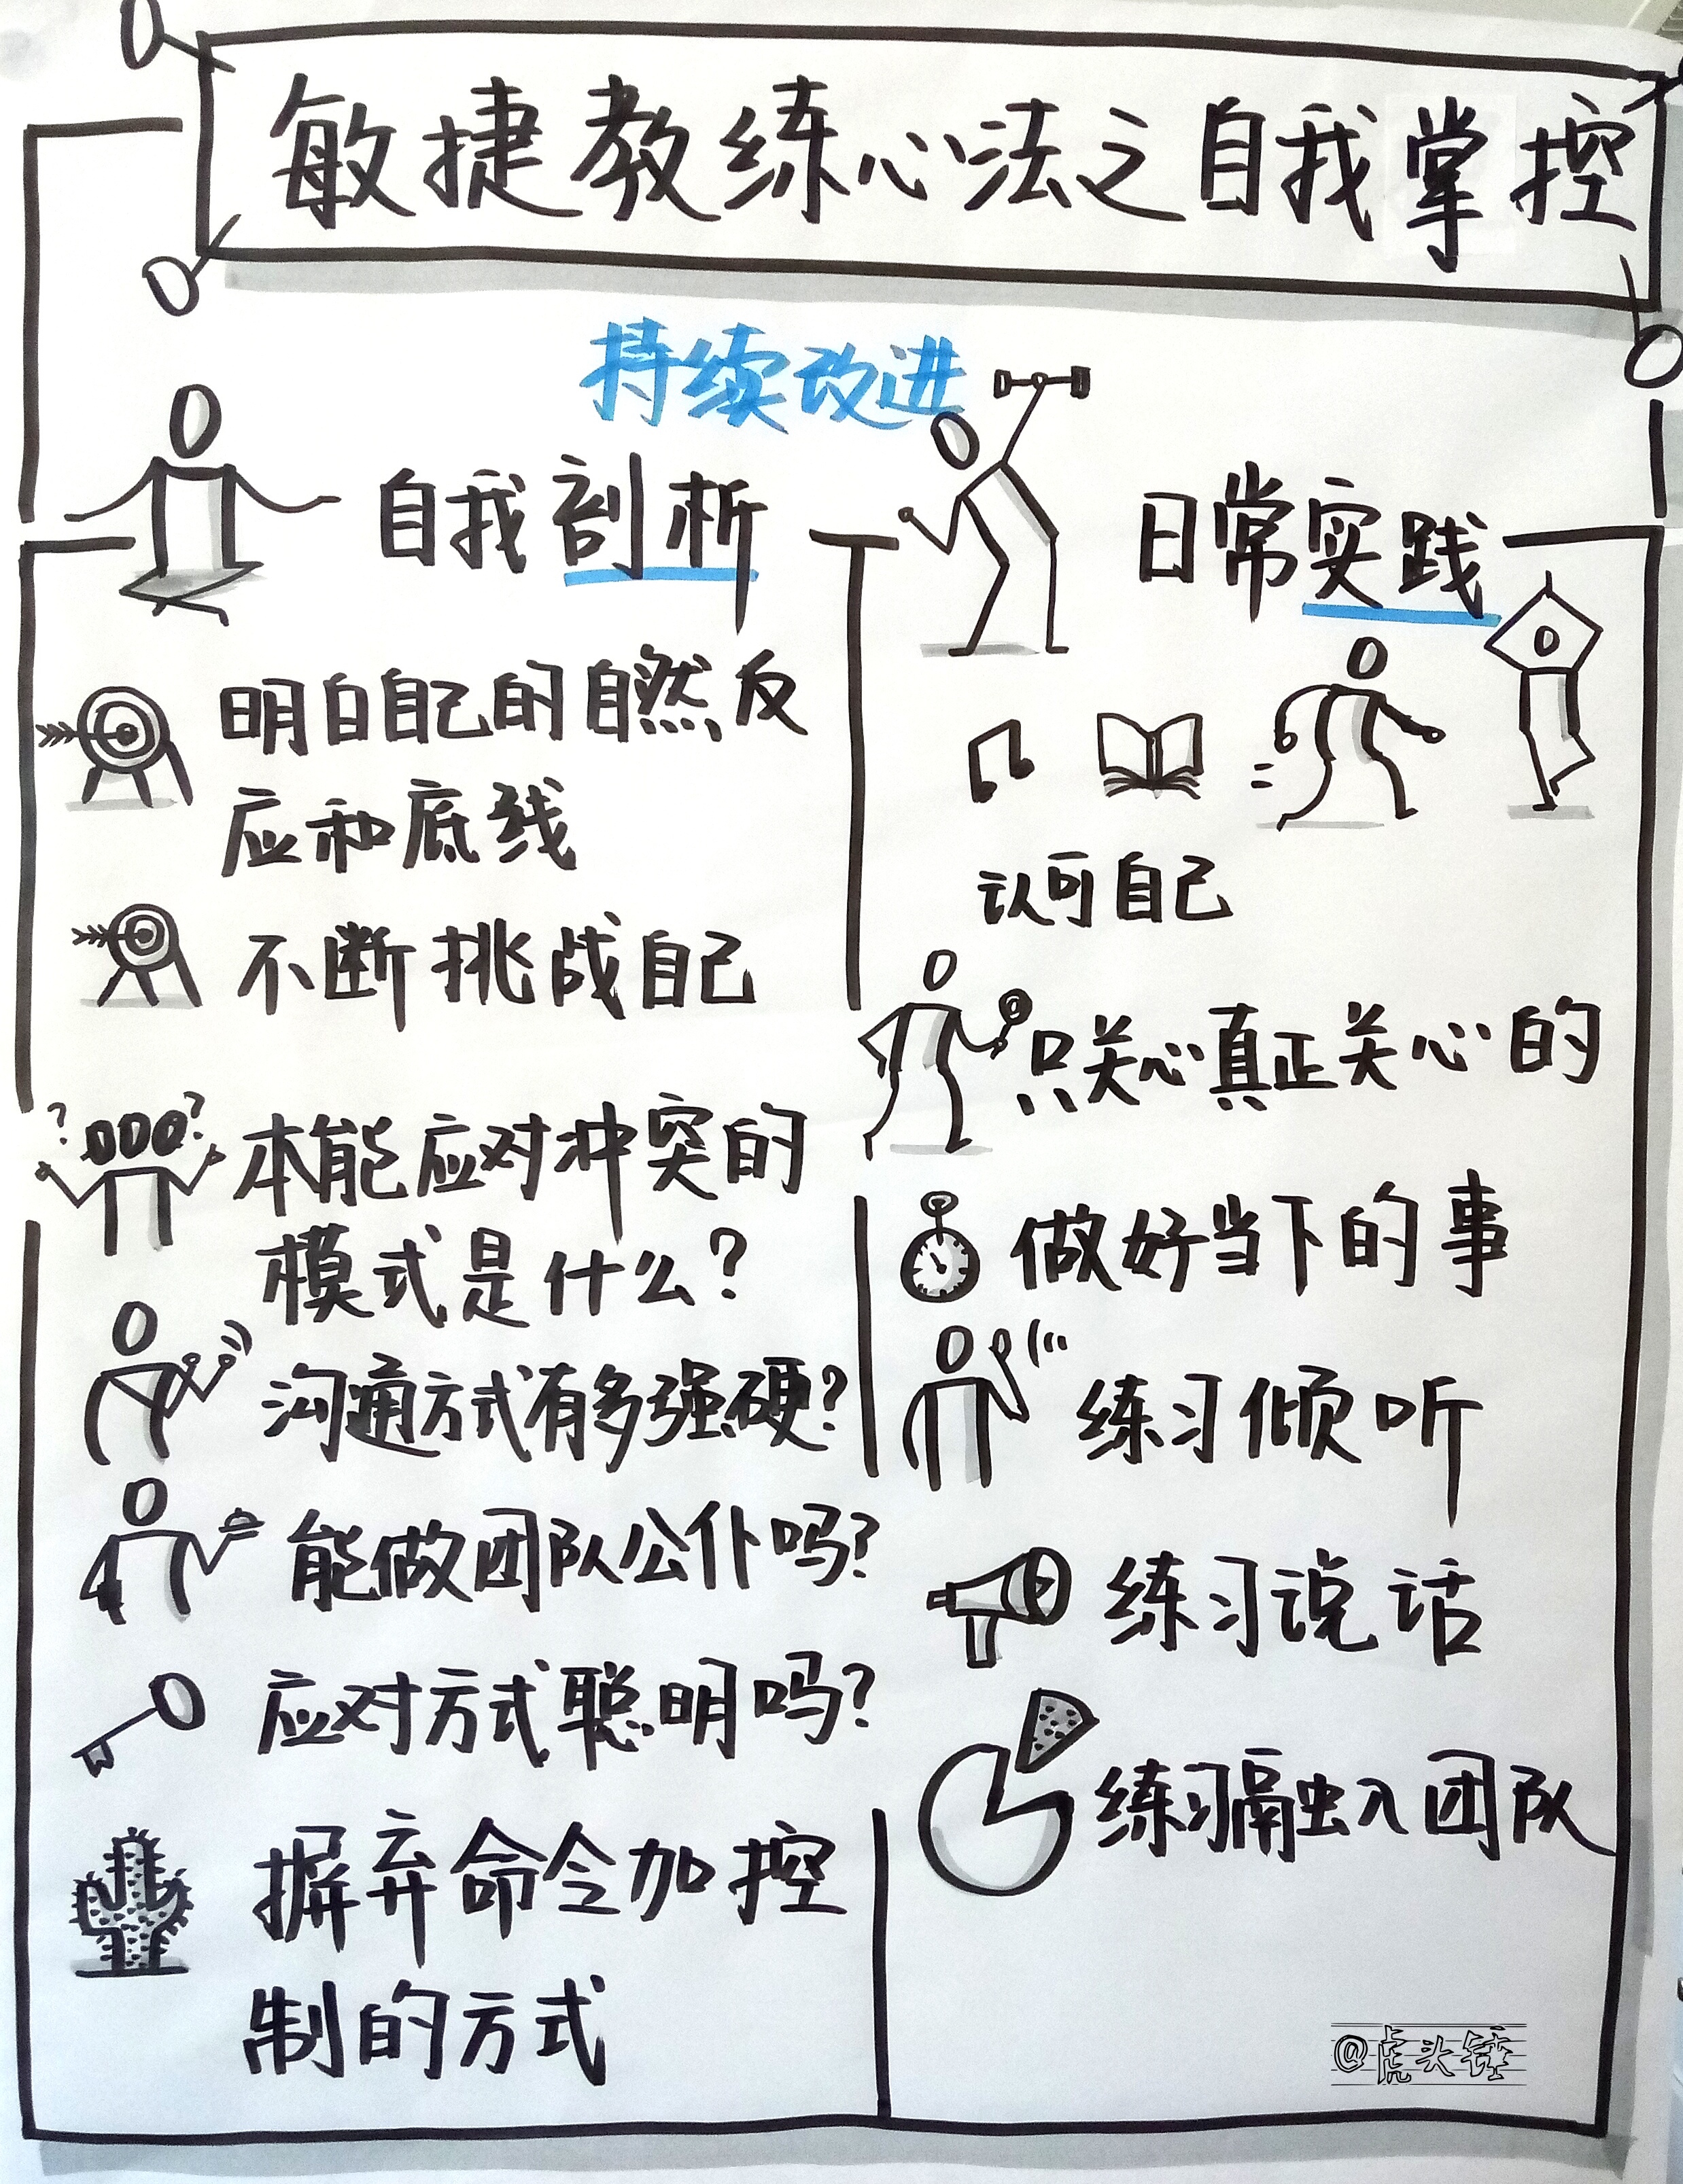 敏捷教练心法之自我掌控
持续改进
自我剖析
明白自己的自然反
应和底线
不断挑战自己
本能应对冲突的
模式是什么?
沟通方式有多强硬?
能做团队公仆吗?
应对方式聪明吗?
摒弃命令加控
制的方式
日常实践
认可自己
只关心真正关心的
做好当下的事
练习倾听
练习说话
练习融入团队
@虎头锤